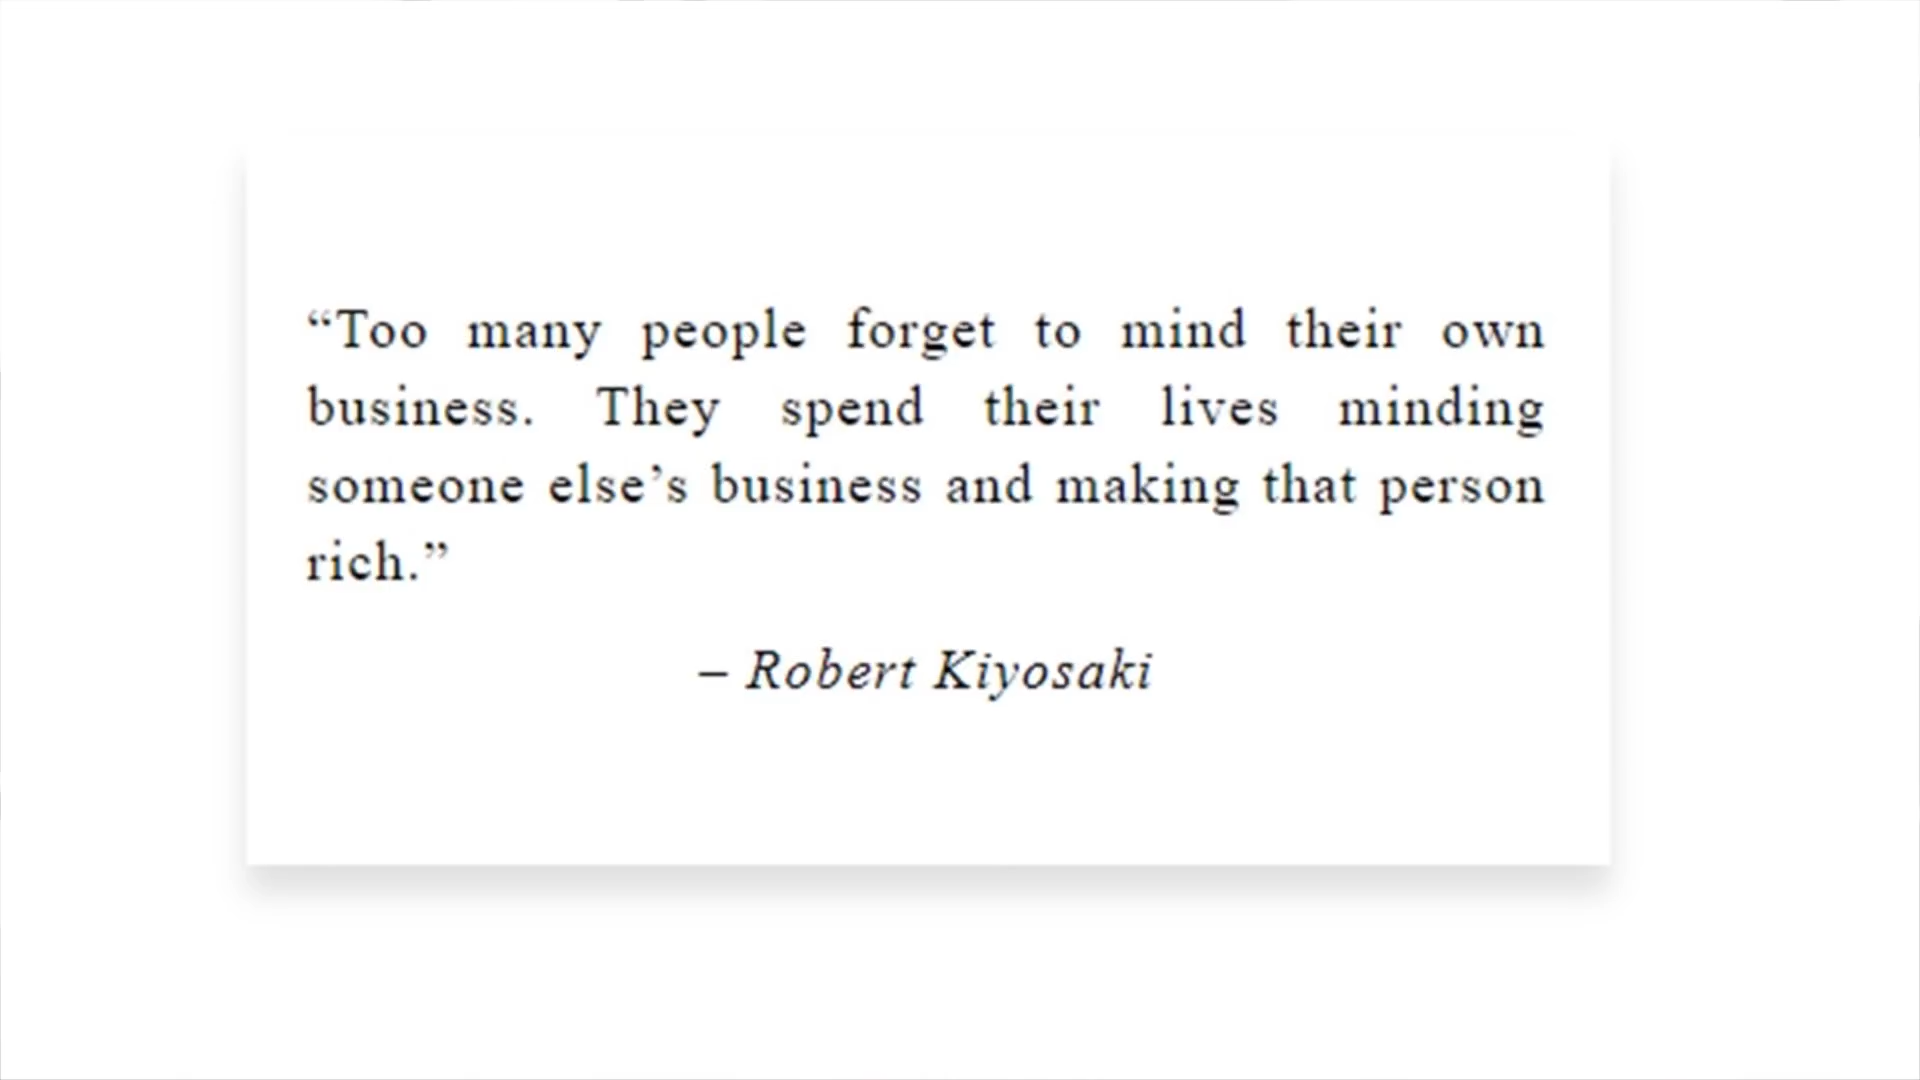 “Too many people forget to mind their own
business. They spend their lives minding
someone else’s business and making that person
rich.”
– Robert Kiyosaki